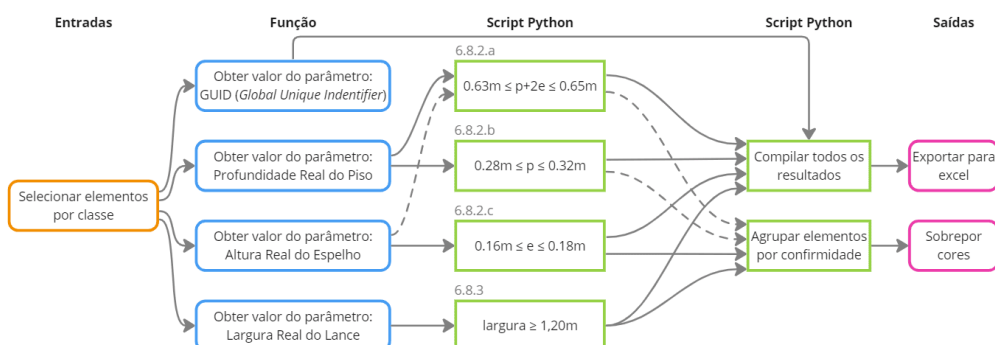 Entradas
Função
Script Python
Script Python
Saídas
Selecionar elementos
por classe
Obter valor do parâmetro:
GUID (Global Unique Indentifier)
Obter valor do parâmetro:
Profundidade Real do Piso
Obter valor do parâmetro:
Altura Real do Espelho
Obter valor do parâmetro:
Largura Real do Lance
6.8.2.a
0.63m ≤ p+2e ≤ 0.65m
6.8.2.b
0.28m ≤ p ≤ 0.32m
6.8.2.c
0.16m ≤ e ≤ 0.18m
6.8.3
largura ≥ 1,20m
Compilar todos os
resultados
Agrupar elementos
por confirmidade
Exportar para
excel
Sobrepor
cores